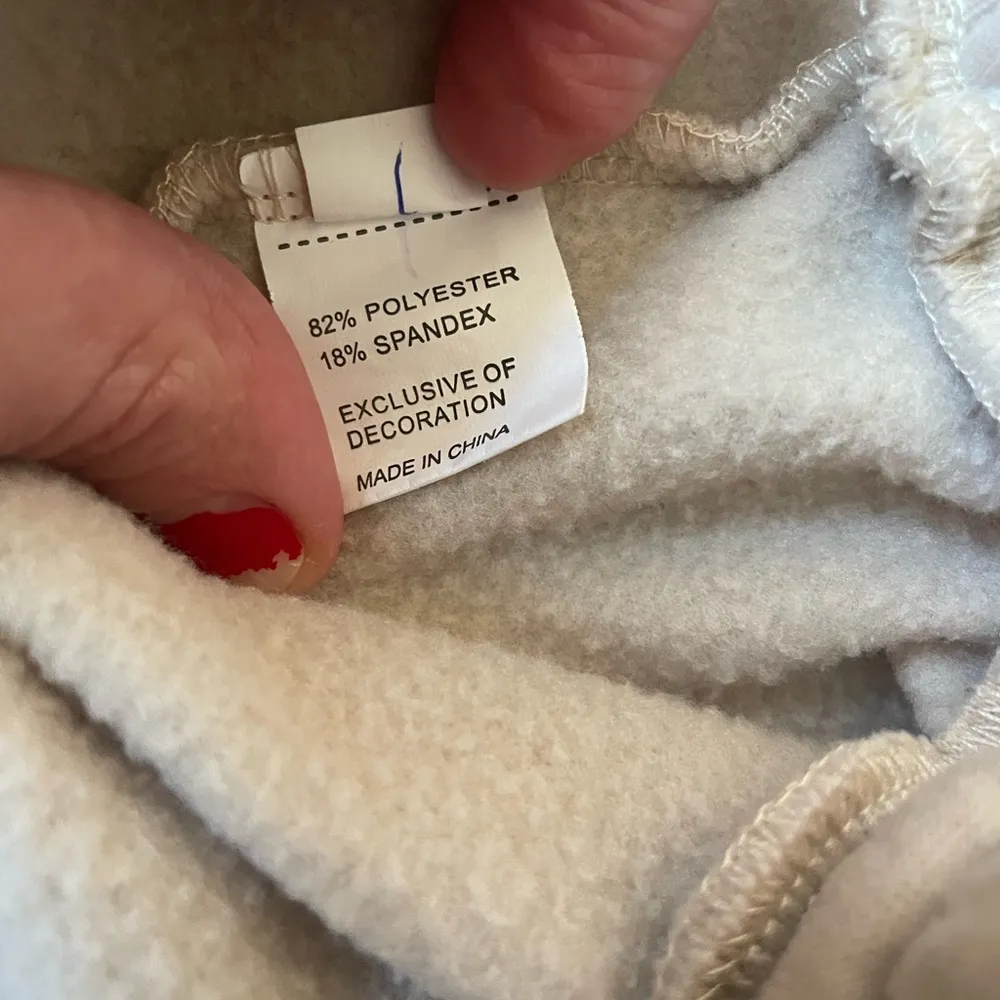 82% POLYESTER
18% SPANDEX
EXCLUSIVE OF
DECORATION
MADE IN CHINA